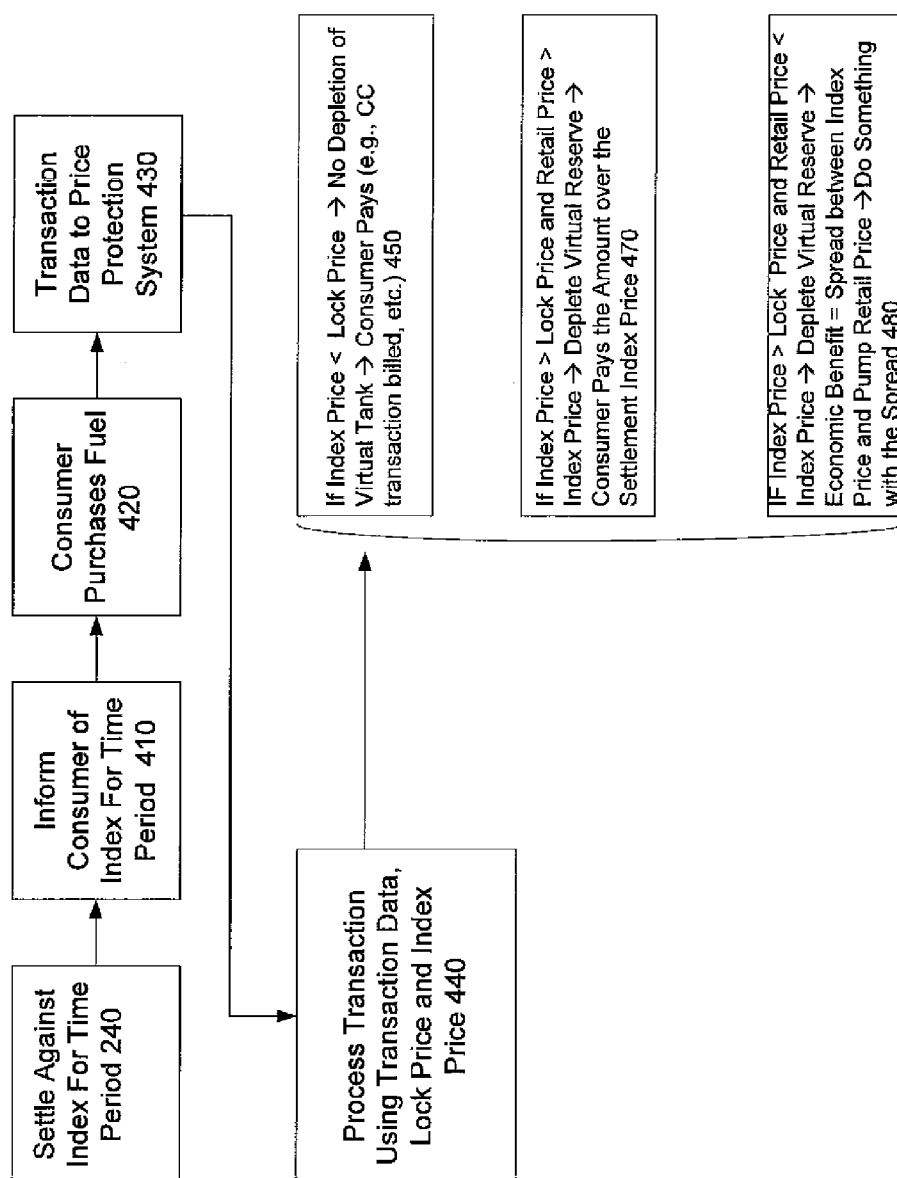 Settle Against
Index For Time
Period 240
Inform
Consumer of
Index For Time
Period 410
Consumer
Purchases Fuel
420
Transaction
Data to Price
Protection
System 430
Process Transaction
Using Transaction Data,
Lock Price and Index
Price 440
If Index Price < Lock Price → No Depletion of
Virtual Tank → Consumer Pays (e.g., CC
transaction billed, etc.) 450
If Index Price > Lock Price and Retail Price >
Index Price → Deplete Virtual Reserve →
Consumer Pays the Amount over the
Settlement Index Price 470
IF Index Price > Lock Price and Retail Price <
Index Price → Deplete Virtual Reserve →
Economic Benefit = Spread between Index
Price and Pump Retail Price →Do Something
with the Spread 480